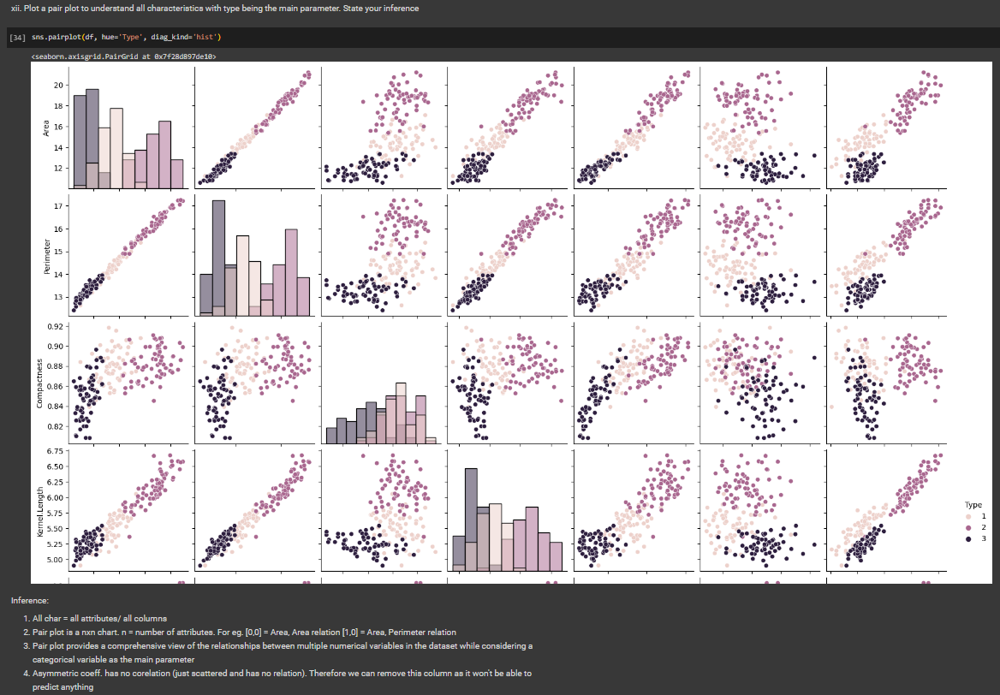 xii. Plot a pair plot to understand all characteristics with type being the main parameter. State your inference
[34] sns.pairplot(df, hue='Type', diag_kind='hist')
<seaborn.axisgrid.PairGrid at 0x7f28d897de10>
20
18
16
14
12
Area
17
16
15
14
13
Perimeter
0.92
0.90
0.88
0.86
0.84
0.82
Compactness
6.75
6.50
6.25
6.00
5.75
5.50
5.25
5.00
Kernel.Length
Type
1
2
3
Inference:
1. All char = all attributes/ all columns
2. Pair plot is a nxn chart. n = number of attributes. For eg. [0,0] = Area, Area relation [1,0] = Area, Perimeter relation
3. Pair plot provides a comprehensive view of the relationships between multiple numerical variables in the dataset while considering a
categorical variable as the main parameter
4. Asymmetric coeff. has no corelation (just scattered and has no relation). Therefore we can remove this column as it won't be able to
predict anything